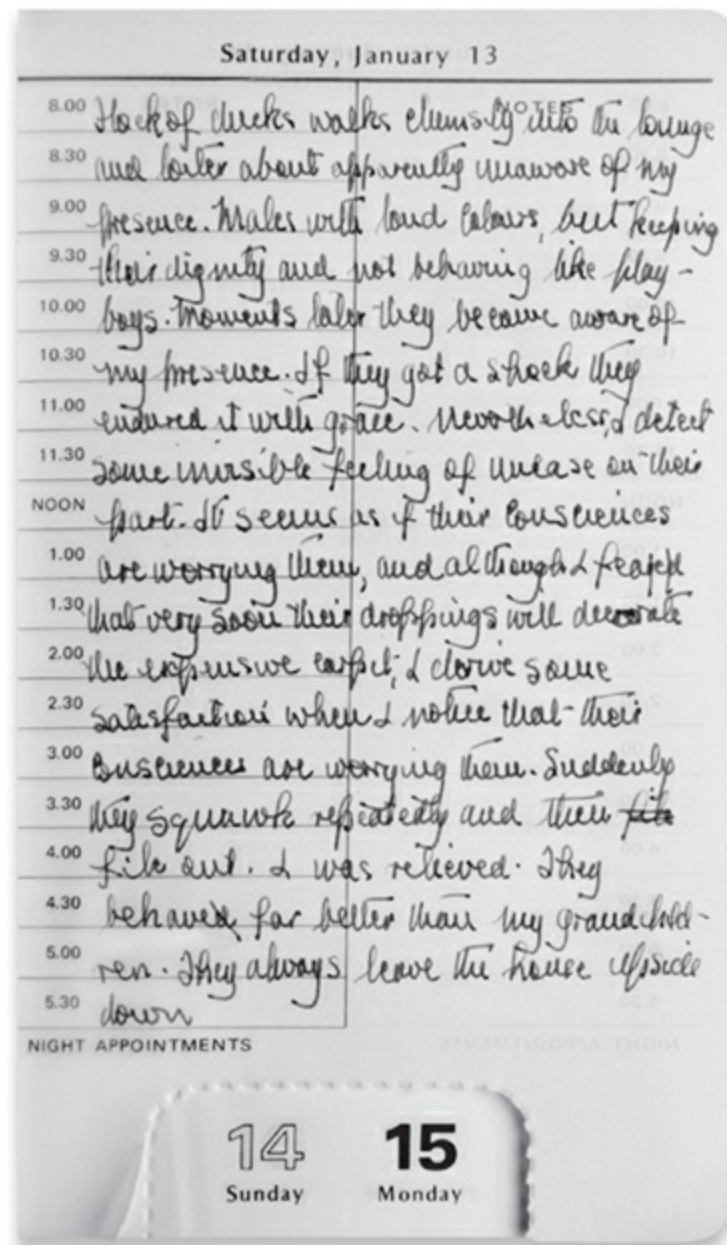 Saturday, January 13
NOTES
8.00 Flock of ducks walks clumsily into the lounge
8.30 and loiter about apparently unaware of my
9.00 presence. Males with loud colours, but keeping
9.30 their dignity and not behaving like play-
10.00 boys. Moments later they become aware of
10.30 my presence. If they got a shock they
11.00 endured it with grace. Nevertheless, I detect
11.30 some invisible feeling of unease on their
NOON part. It seems as if their consciences
1.00 are worrying them, and although I feared
1.30 that very soon their droppings will decorate
2.00 the expensive carpet, I derive some
2.30 satisfaction when I notice that their
3.00 consciences are worrying them. Suddenly
3.30 they squawk repeatedly and then file
4.00 file out. I was relieved. They
4.30 behaved far better than my grandchild-
5.00 ren. They always leave the house upside
5.30 down
NIGHT APPOINTMENTS
14 15
Sunday Monday